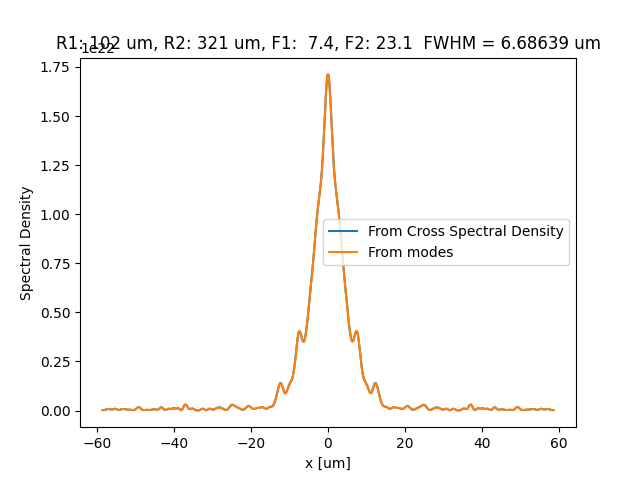 R1: 102 um, R2: 321 um, F1:  7.4, F2: 23.1  FWHM = 6.68639 um
1e22
1.75
1.50
1.25
1.00
0.75
0.50
0.25
0.00
Spectral Density
From Cross Spectral Density
From modes
−60 −40 −20 0 20 40 60
x [um]